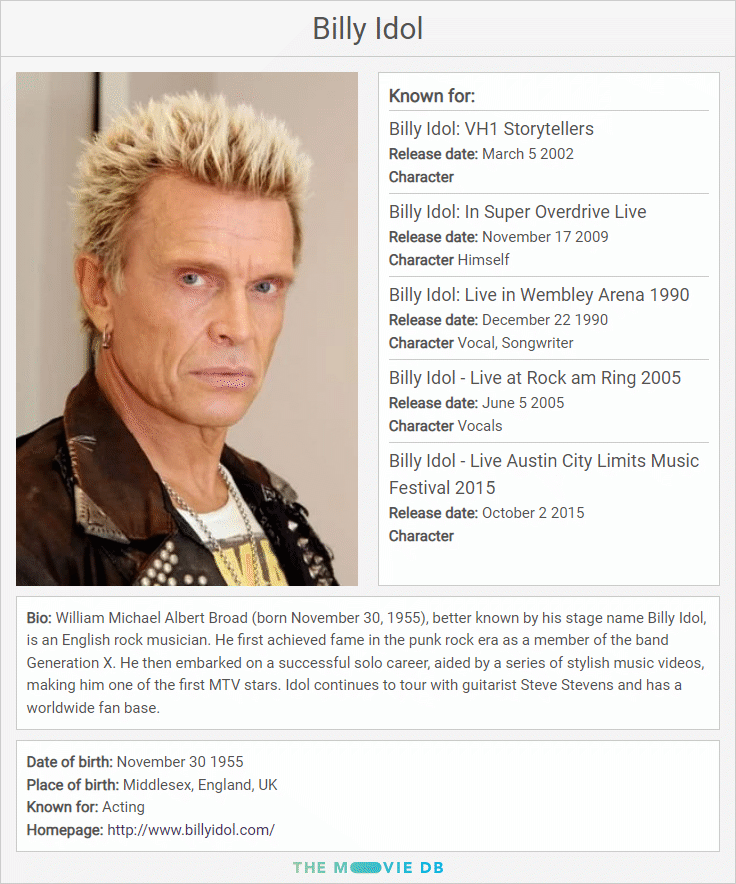 Billy Idol
Known for:
Billy Idol: VH1 Storytellers
Release date: March 5 2002
Character
Billy Idol: In Super Overdrive Live
Release date: November 17 2009
Character Himself
Billy Idol: Live in Wembley Arena 1990
Release date: December 22 1990
Character Vocal, Songwriter
Billy Idol - Live at Rock am Ring 2005
Release date: June 5 2005
Character Vocals
Billy Idol - Live Austin City Limits Music
Festival 2015
Release date: October 2 2015
Character
Bio: William Michael Albert Broad (born November 30, 1955), better known by his stage name Billy Idol,
is an English rock musician. He first achieved fame in the punk rock era as a member of the band
Generation X. He then embarked on a successful solo career, aided by a series of stylish music videos,
making him one of the first MTV stars. Idol continues to tour with guitarist Steve Stevens and has a
worldwide fan base.
Date of birth: November 30 1955
Place of birth: Middlesex, England, UK
Known for: Acting
Homepage: http://www.billyidol.com/
THE MOVIE DB